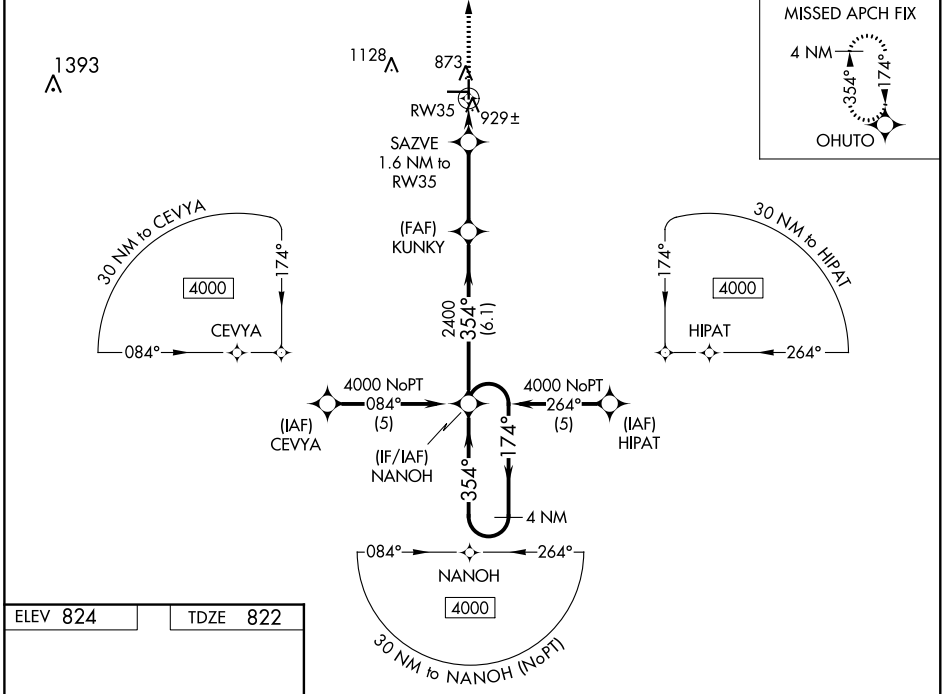 MISSED APCH FIX
4 NM
354°
174°
OHUTO
1393
1128
873
RW35
929±
SAZVE
1.6 NM to
RW35
(FAF)
KUNKY
2400
354°
(6.1)
30 NM to CEVYA
4000
174°
CEVYA
084°
30 NM to HIPAT
174°
4000
HIPAT
264°
4000 NoPT
084°
(5)
(IAF)
CEVYA
4000 NoPT
264°
(5)
(IAF)
HIPAT
(IF/IAF)
NANOH
354°
174°
4 NM
084°
264°
NANOH
4000
30 NM to NANOH (NoPT)
ELEV 824
TDZE 822